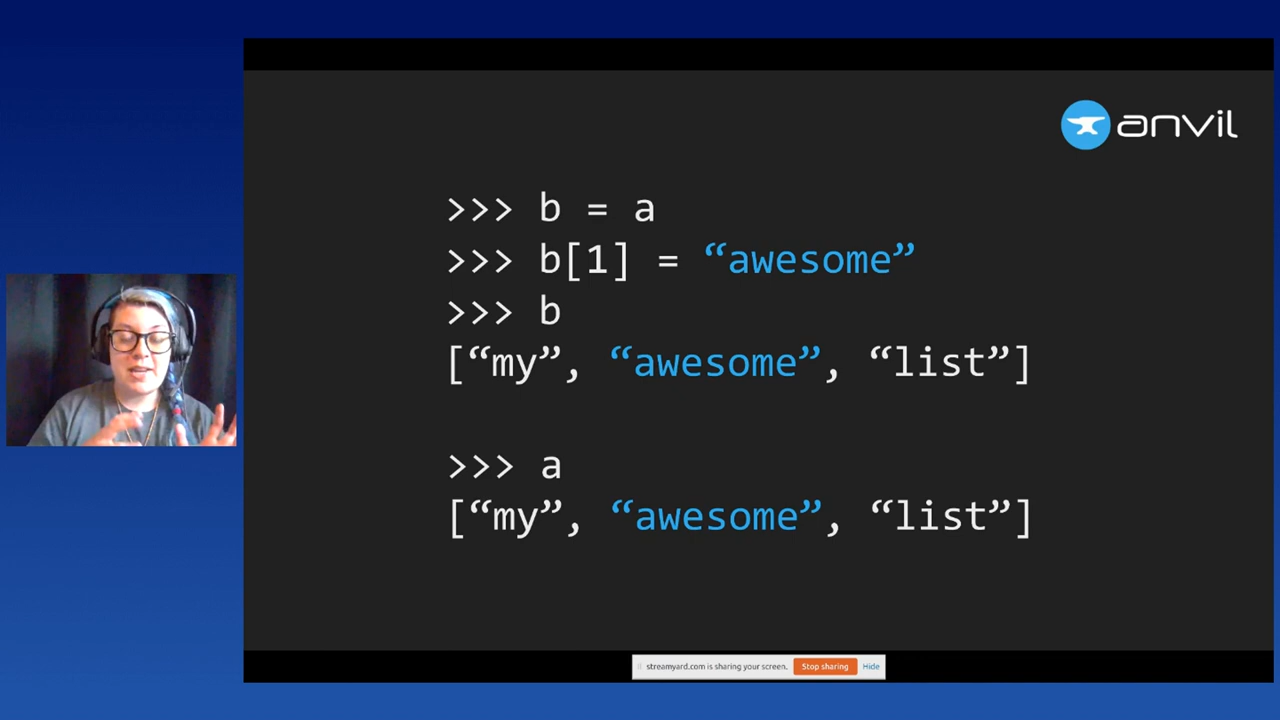 anvil
>>> b = a
>>> b[1] = “awesome”
>>> b
[“my”, “awesome”, “list”]
>>> a
[“my”, “awesome”, “list”]
streamyard.com is sharing your screen. Stop sharing Hide